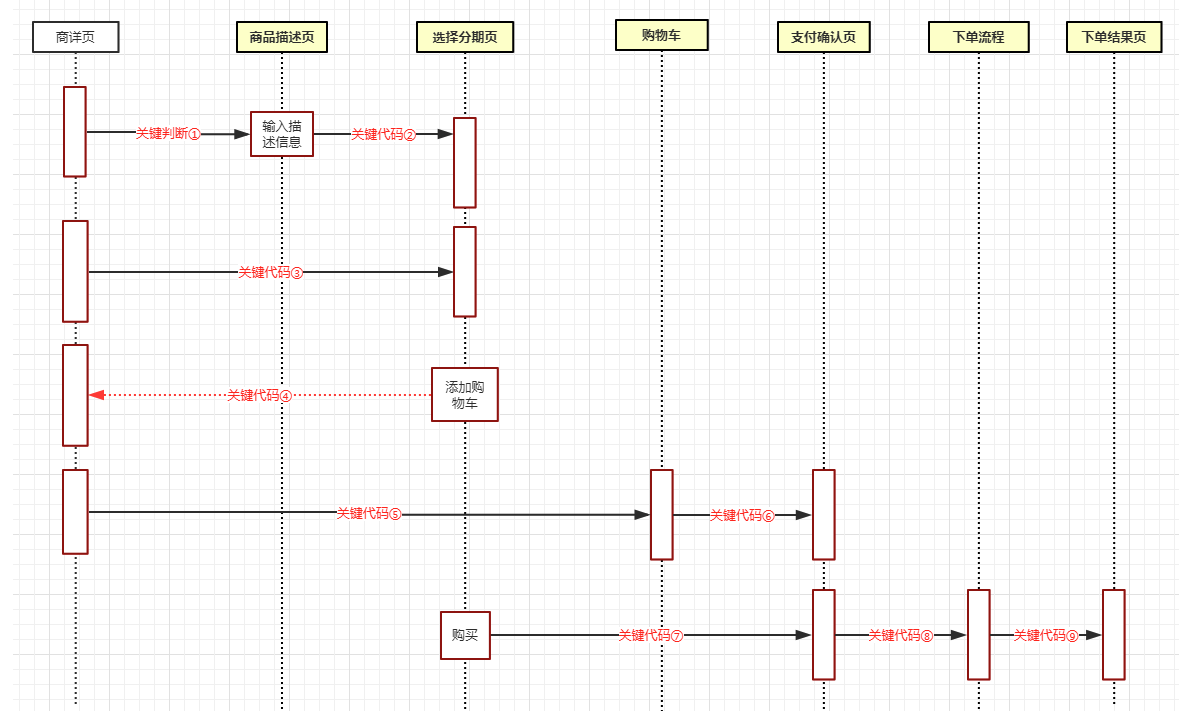 商详页
商品描述页
选择分期页
购物车
支付确认页
下单流程
下单结果页
关键判断①
输入描
述信息
关键代码②
关键代码③
关键代码④
添加购
物车
关键代码⑤
关键代码⑥
购买
关键代码⑦
关键代码⑧
关键代码⑨